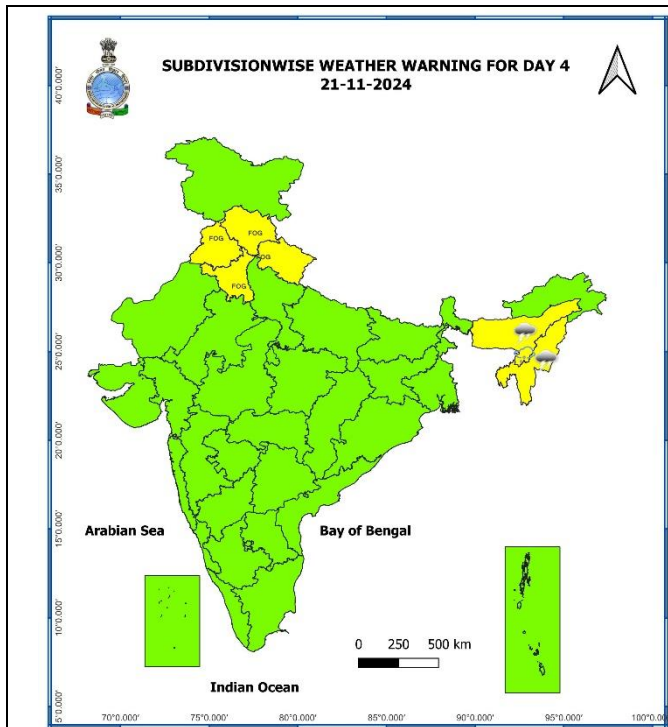 SUBDIVISIONWISE WEATHER WARNING FOR DAY 4
21-11-2024
40°0.000'
35°0.000'
30°0.000'
25°0.000'
20°0.000'
15°0.000'
10°0.000'
5°0.000'
FOG
FOG
FOG
FOG
Arabian Sea
Bay of Bengal
0 250 500 km
Indian Ocean
70°0.000' 75°0.000' 80°0.000' 85°0.000' 90°0.000' 95°0.000' 100°0.000'